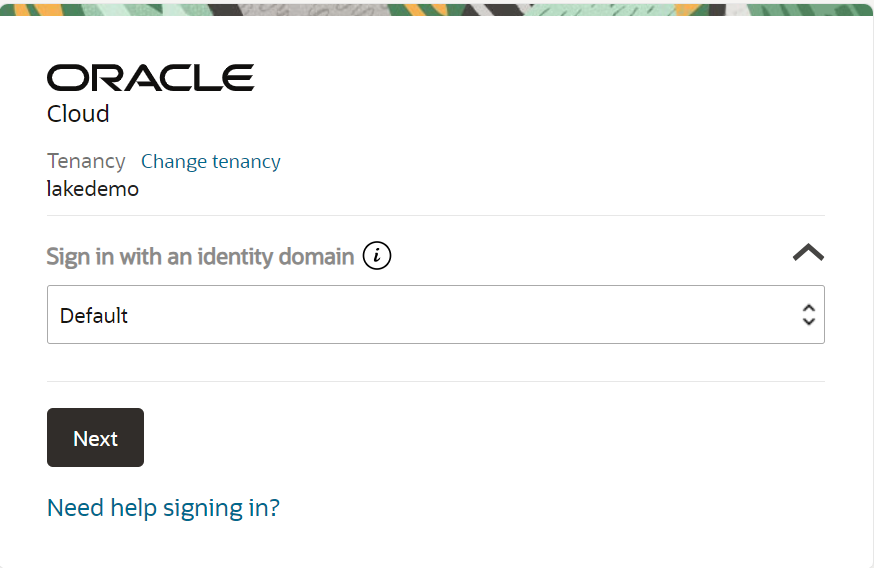 ORACLE
Cloud
Tenancy Change tenancy
lakedemo
Sign in with an identity domain i
Default
Next
Need help signing in?